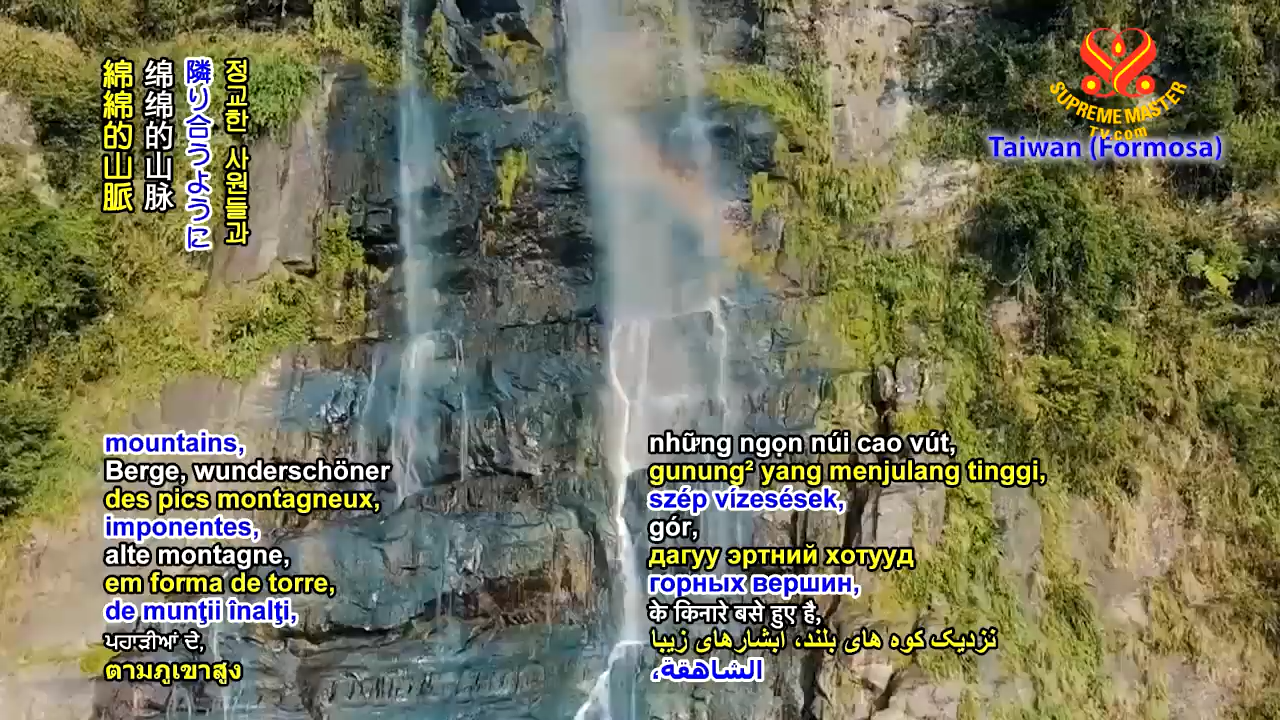 綿綿的山脈
绵绵的山脉
隣り合うように
정교한 사원들과
SUPREME MASTER
TV.com
Taiwan (Formosa)
mountains,
Berge, wunderschöner
des pics montagneux,
imponentes,
alte montagne,
em forma de torre,
de munţii înalţi,
ਪਹਾੜੀਆਂ ਦੇ,
ตามภูเขาสูง
những ngọn núi cao vút,
gunung² yang menjulang tinggi,
szép vízesések,
gór,
дагуу эртний хотууд
горных вершин,
के किनारे बसे हुए है,
نزدیک کوه های بلند، آبشارهای زیبا
الشاهقة،